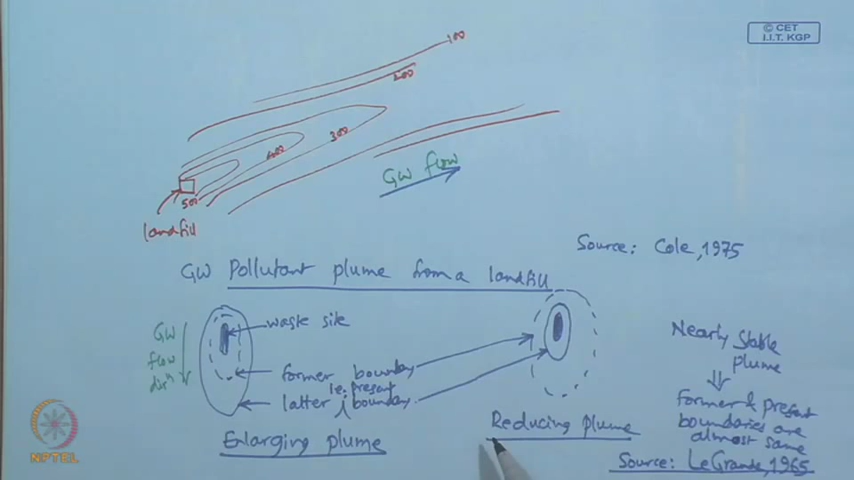 © CET
I.I.T. KGP
100
200
300
400
500
landfill
GW flow
Source: Cole, 1975
GW Pollutant plume from a landfill
GW
flow
dirⁿ
waste site
former boundary
i.e. present
latter boundary
Enlarging plume
Reducing plume
Nearly stable
plume
former & present
boundaries are
almost same
Source: LeGrande, 1965
NPTEL